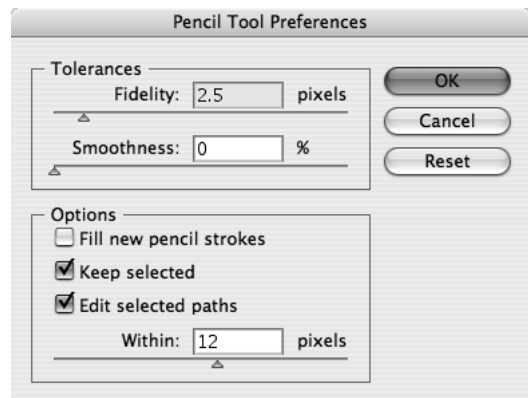 Pencil Tool Preferences
Tolerances
Fidelity: 2.5 pixels
Smoothness: 0 %
OK
Cancel
Reset
Options
Fill new pencil strokes
Keep selected
Edit selected paths
Within: 12 pixels